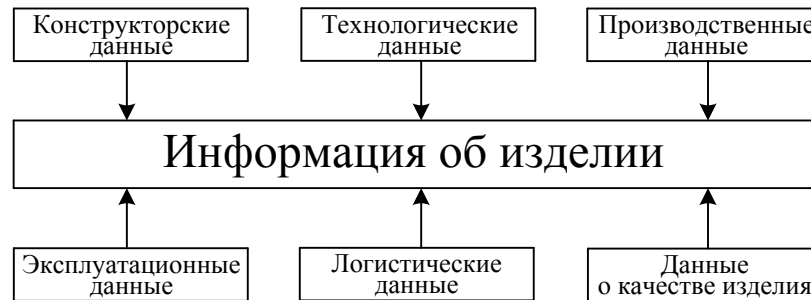 Конструкторские
данные
Технологические
данные
Производственные
данные
Информация об изделии
Эксплуатационные
данные
Логистические
данные
Данные
о качестве изделия